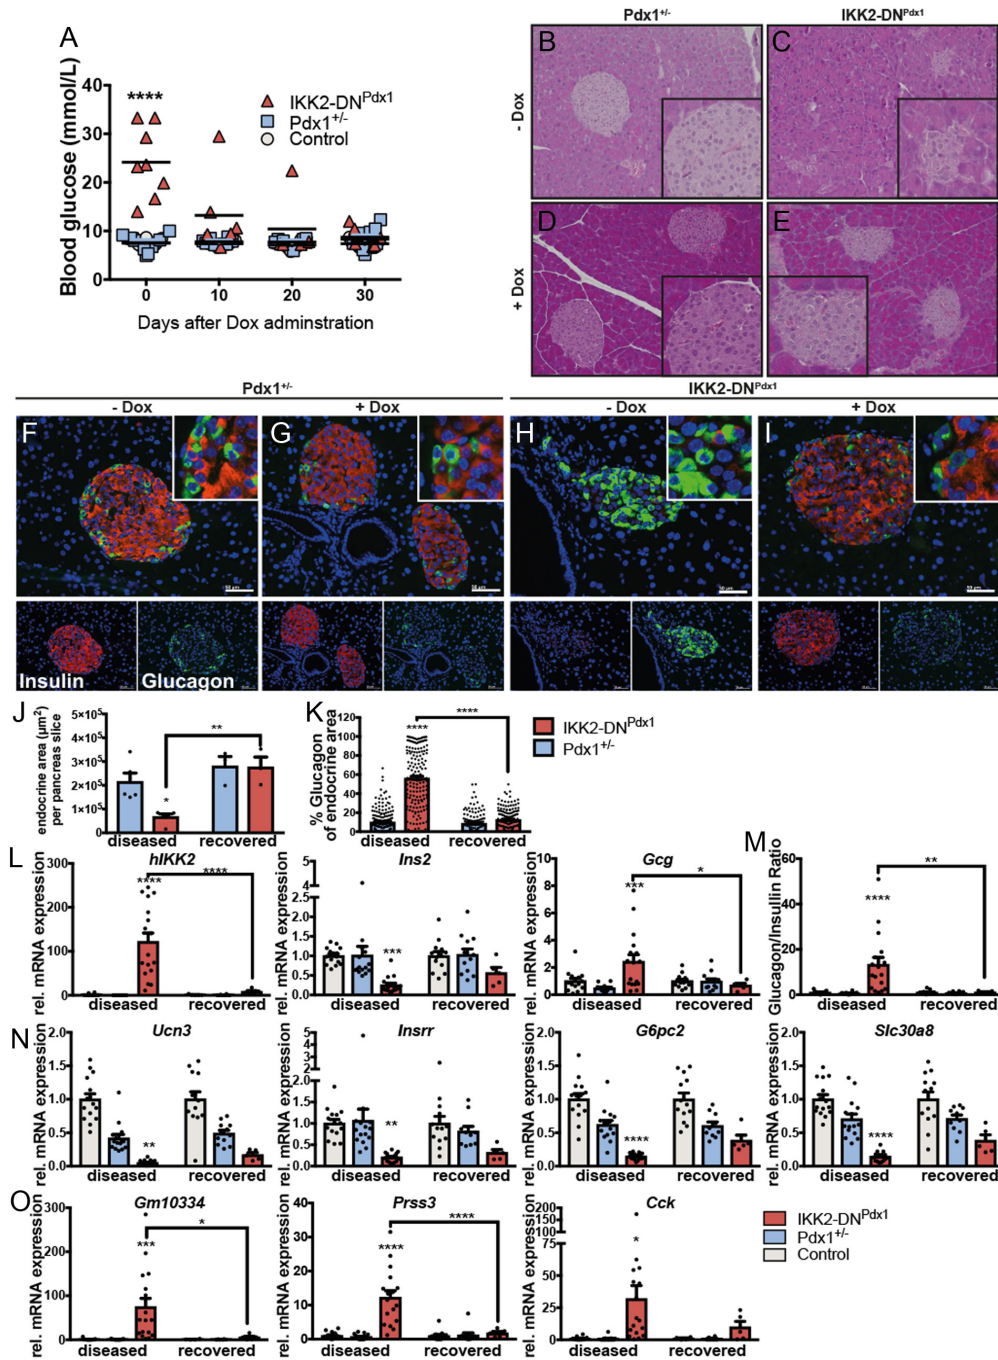 A
Blood glucose (mmol/L)
40
30
20
10
0
****
IKK2-DN^Pdx1
Pdx1+/-
Control
0 10 20 30
Days after Dox adminstration
Pdx1+/- IKK2-DN^Pdx1
- Dox
+ Dox
B C
D E
Pdx1+/- IKK2-DN^Pdx1
- Dox + Dox - Dox + Dox
F G H I
Insulin Glucagon
J
endocrine area (µm²)
per pancreas slice
5×10⁵
4×10⁵
3×10⁵
2×10⁵
1×10⁵
0
**
*
diseased recovered
K
% Glucagon
of endocrine area
120
100
80
60
40
20
0
****
****
diseased recovered
IKK2-DN^Pdx1
Pdx1+/-
L
rel. mRNA expression
hIKK2
300
200
100
0
****
****
diseased recovered
rel. mRNA expression
Ins2
5
4
3
2.0
1.5
1.0
0.5
0.0
***
diseased recovered
rel. mRNA expression
Gcg
10
8
6
4
2
0
***
*
diseased recovered
M
Glucagon/Insulin Ratio
60
40
20
0
****
**
diseased recovered
N
rel. mRNA expression
Ucn3
2.0
1.5
1.0
0.5
0.0
**
diseased recovered
rel. mRNA expression
Insrr
5
4
3
2.0
1.5
1.0
0.5
0.0
**
diseased recovered
rel. mRNA expression
G6pc2
2.0
1.5
1.0
0.5
0.0
****
diseased recovered
rel. mRNA expression
Slc30a8
2.0
1.5
1.0
0.5
0.0
****
diseased recovered
O
rel. mRNA expression
Gm10334
300
200
100
0
***
*
diseased recovered
rel. mRNA expression
Prss3
40
30
20
10
0
****
****
diseased recovered
rel. mRNA expression
Cck
200
150
100
75
50
25
0
*
diseased recovered
IKK2-DN^Pdx1
Pdx1+/-
Control